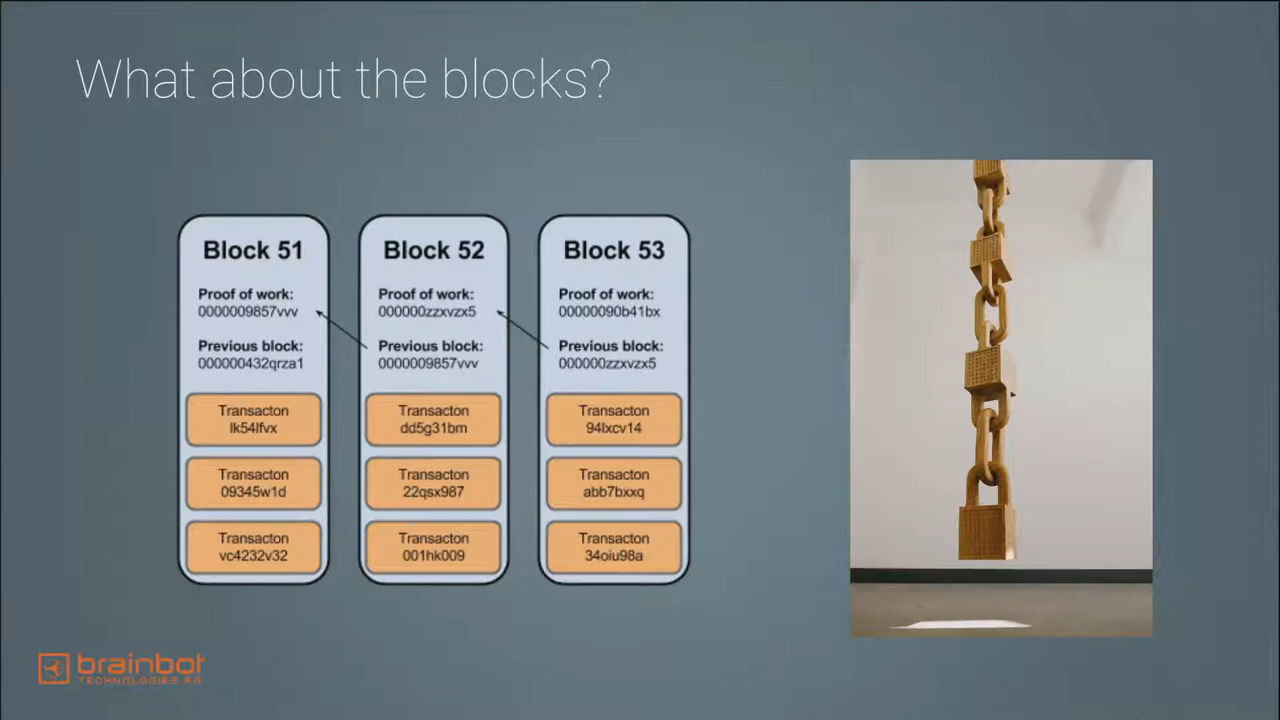 What about the blocks?
Block 51
Proof of work:
0000009857vvv
Previous block:
000000432qrza1
Transacton
lk54lfvx
Transacton
09345w1d
Transacton
vc4232v32
Block 52
Proof of work:
000000zzxvzx5
Previous block:
0000009857vvv
Transacton
dd5g31bm
Transacton
22qsx987
Transacton
001hk009
Block 53
Proof of work:
00000090b41bx
Previous block:
000000zzxvzx5
Transacton
94lxcv14
Transacton
abb7bxxq
Transacton
34oiu98a
brainbot
TECHNOLOGIES AG